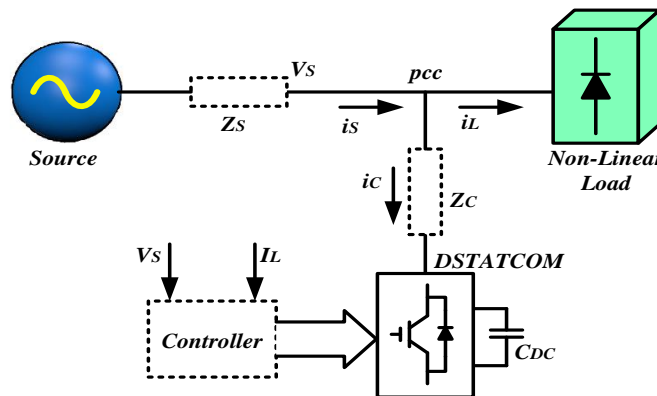 VS
pcc
ZS
iS
iL
Source
Non-Linear
Load
iC
ZC
VS
IL
DSTATCOM
Controller
CDC